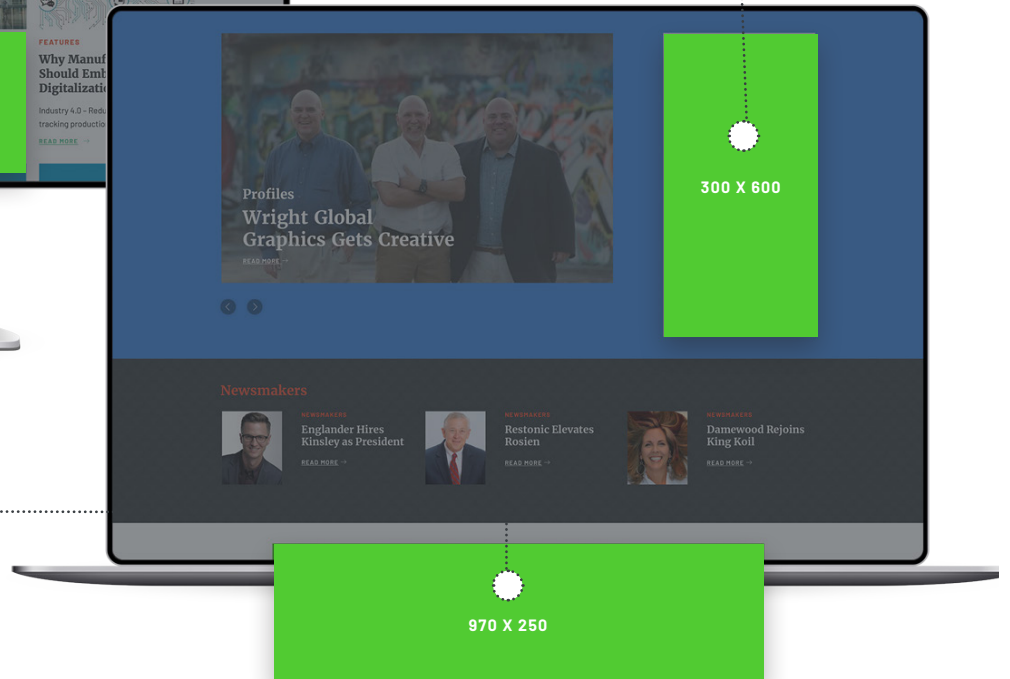 FEATURES
Why Manuf
Should Emb
Digitalizatio
Industry 4.0 – Redu
tracking productio
READ MORE →
Profiles
Wright Global
Graphics Gets Creative
READ MORE →
300 X 600
Newsmakers
NEWSMAKERS
Englander Hires
Kinsley as President
READ MORE →
NEWSMAKERS
Restonic Elevates
Rosien
READ MORE →
NEWSMAKERS
Damewood Rejoins
King Koil
READ MORE →
970 X 250